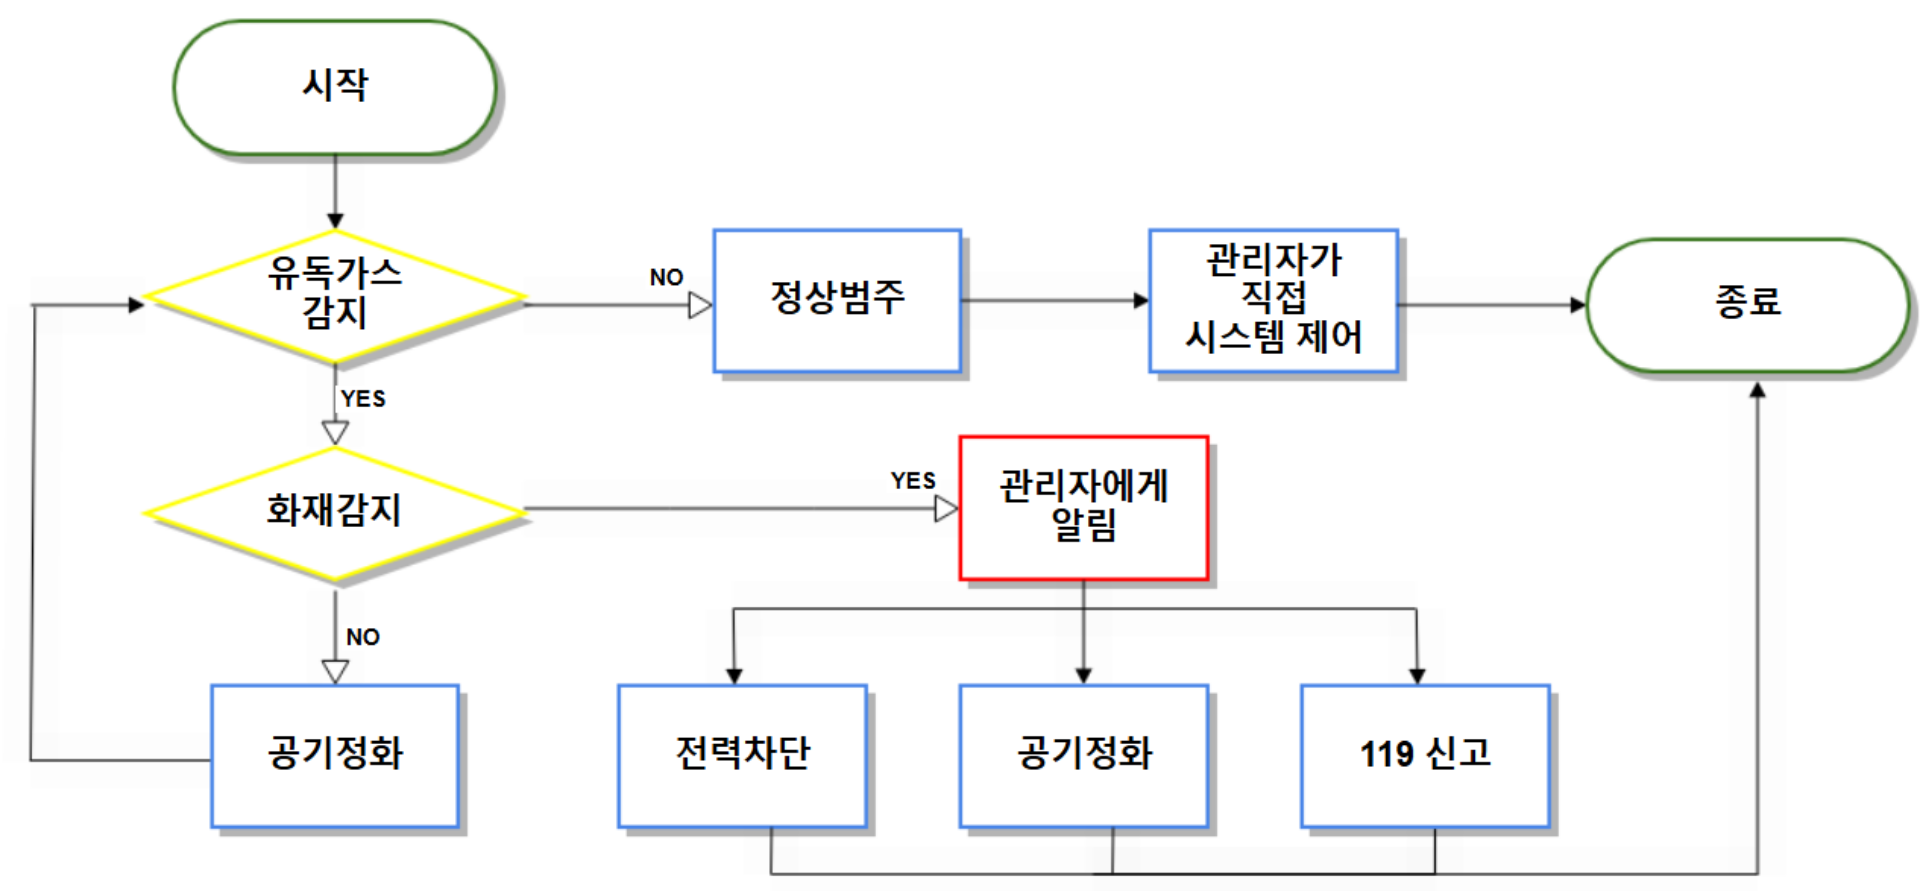 시작
유독가스
감지
NO
정상범주
관리자가
직접
시스템 제어
종료
YES
화재감지
YES
관리자에게
알림
NO
공기정화
전력차단
공기정화
119 신고